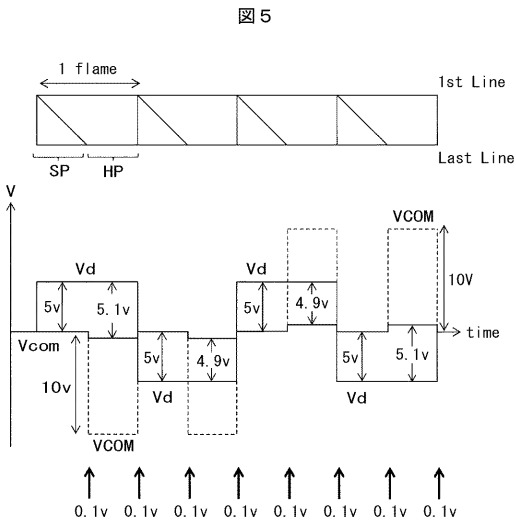 図5
1 flame
1st Line
Last Line
SP HP
V
VCOM
Vd Vd
10V
5v 5.1v 5v 4.9v
Vcom
time
5v 4.9v 5v 5.1v
10v
Vd Vd
VCOM
0.1v 0.1v 0.1v 0.1v 0.1v 0.1v 0.1v 0.1v